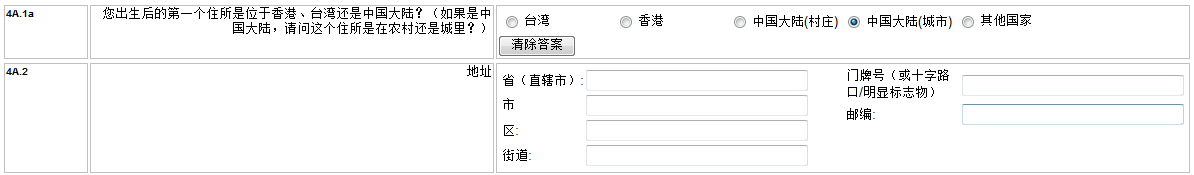 4A.1a
您出生后的第一个住所是位于香港、台湾还是中国大陆？（如果是中
国大陆，请问这个住所是在农村还是城里？）
台湾 香港 中国大陆(村庄) 中国大陆(城市) 其他国家
清除答案
4A.2
地址
省（直辖市）:
市
区:
街道:
门牌号（或十字路
口/明显标志物）
邮编: